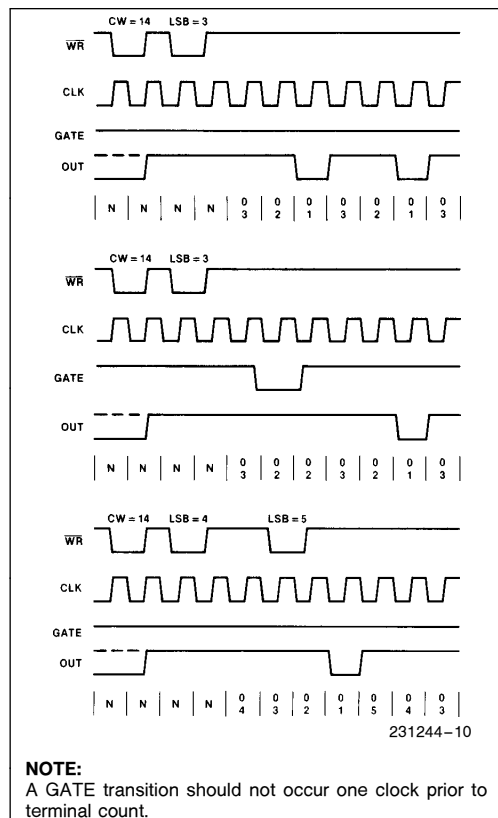 CW = 14 LSB = 3
WR
CLK
GATE
OUT
N N N N 0 0 0 0 0 0 0
3 2 1 3 2 1 3
CW = 14 LSB = 3
WR
CLK
GATE
OUT
N N N N 0 0 0 0 0 0 0
3 2 2 3 2 1 3
CW = 14 LSB = 4 LSB = 5
WR
CLK
GATE
OUT
N N N N 0 0 0 0 0 0 0
4 3 2 1 5 4 3
231244–10
NOTE:
A GATE transition should not occur one clock prior to
terminal count.